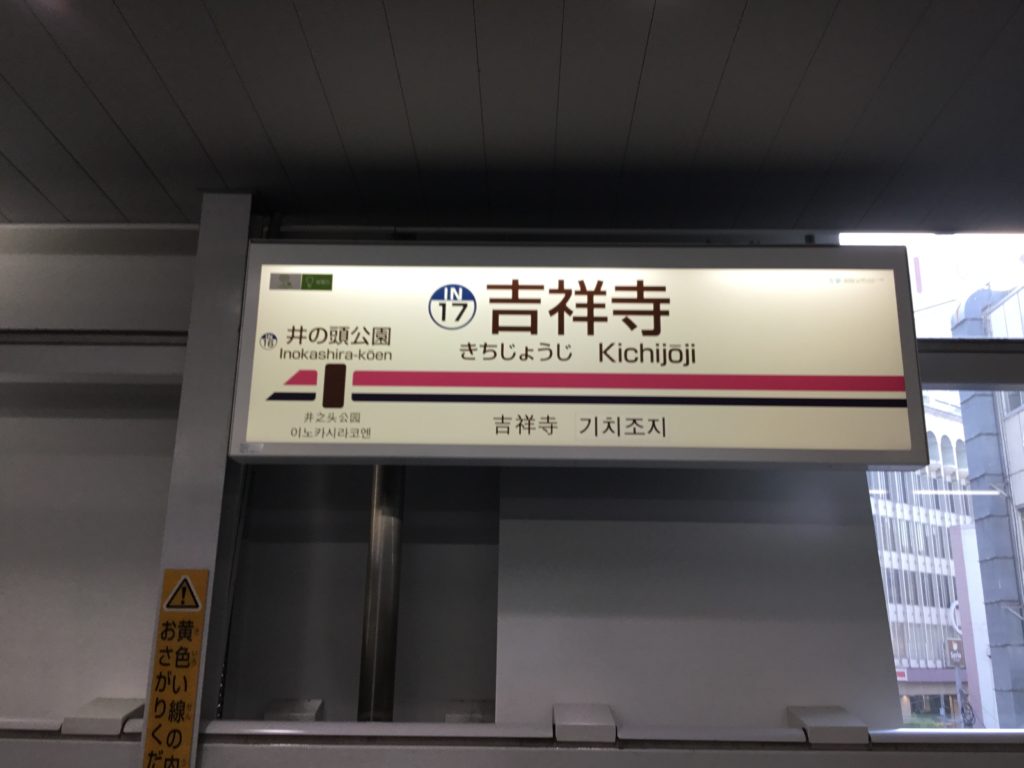 IN
17
吉祥寺
きちじょうじ Kichijōji
IN
16
井の頭公園
Inokashira-kōen
井之头公园
이노카시라코엔
吉祥寺 기치조지
黄色い線の内
おさがりくだ